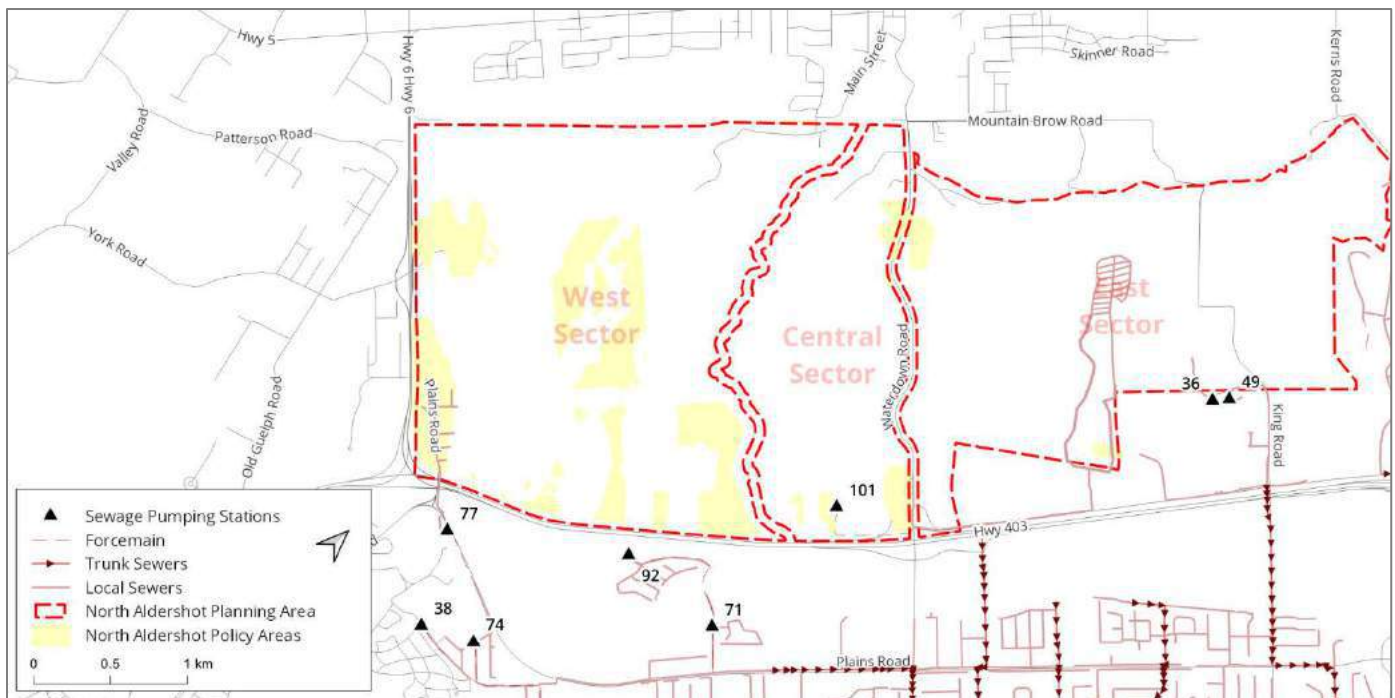 Hwy 5
Hwy 6 Hwy 6
Main Street
Skinner Road
Kerns Road
Valley Road
Patterson Road
Mountain Brow Road
York Road
West
Sector
Central
Sector
Waterdown Road
East
Sector
36
49
King Road
Plains Road
Old Guelph Road
101
Hwy 403
77
92
38
74
71
Plains Road
Sewage Pumping Stations
Forcemain
Trunk Sewers
Local Sewers
North Aldershot Planning Area
North Aldershot Policy Areas
0 0.5 1 km